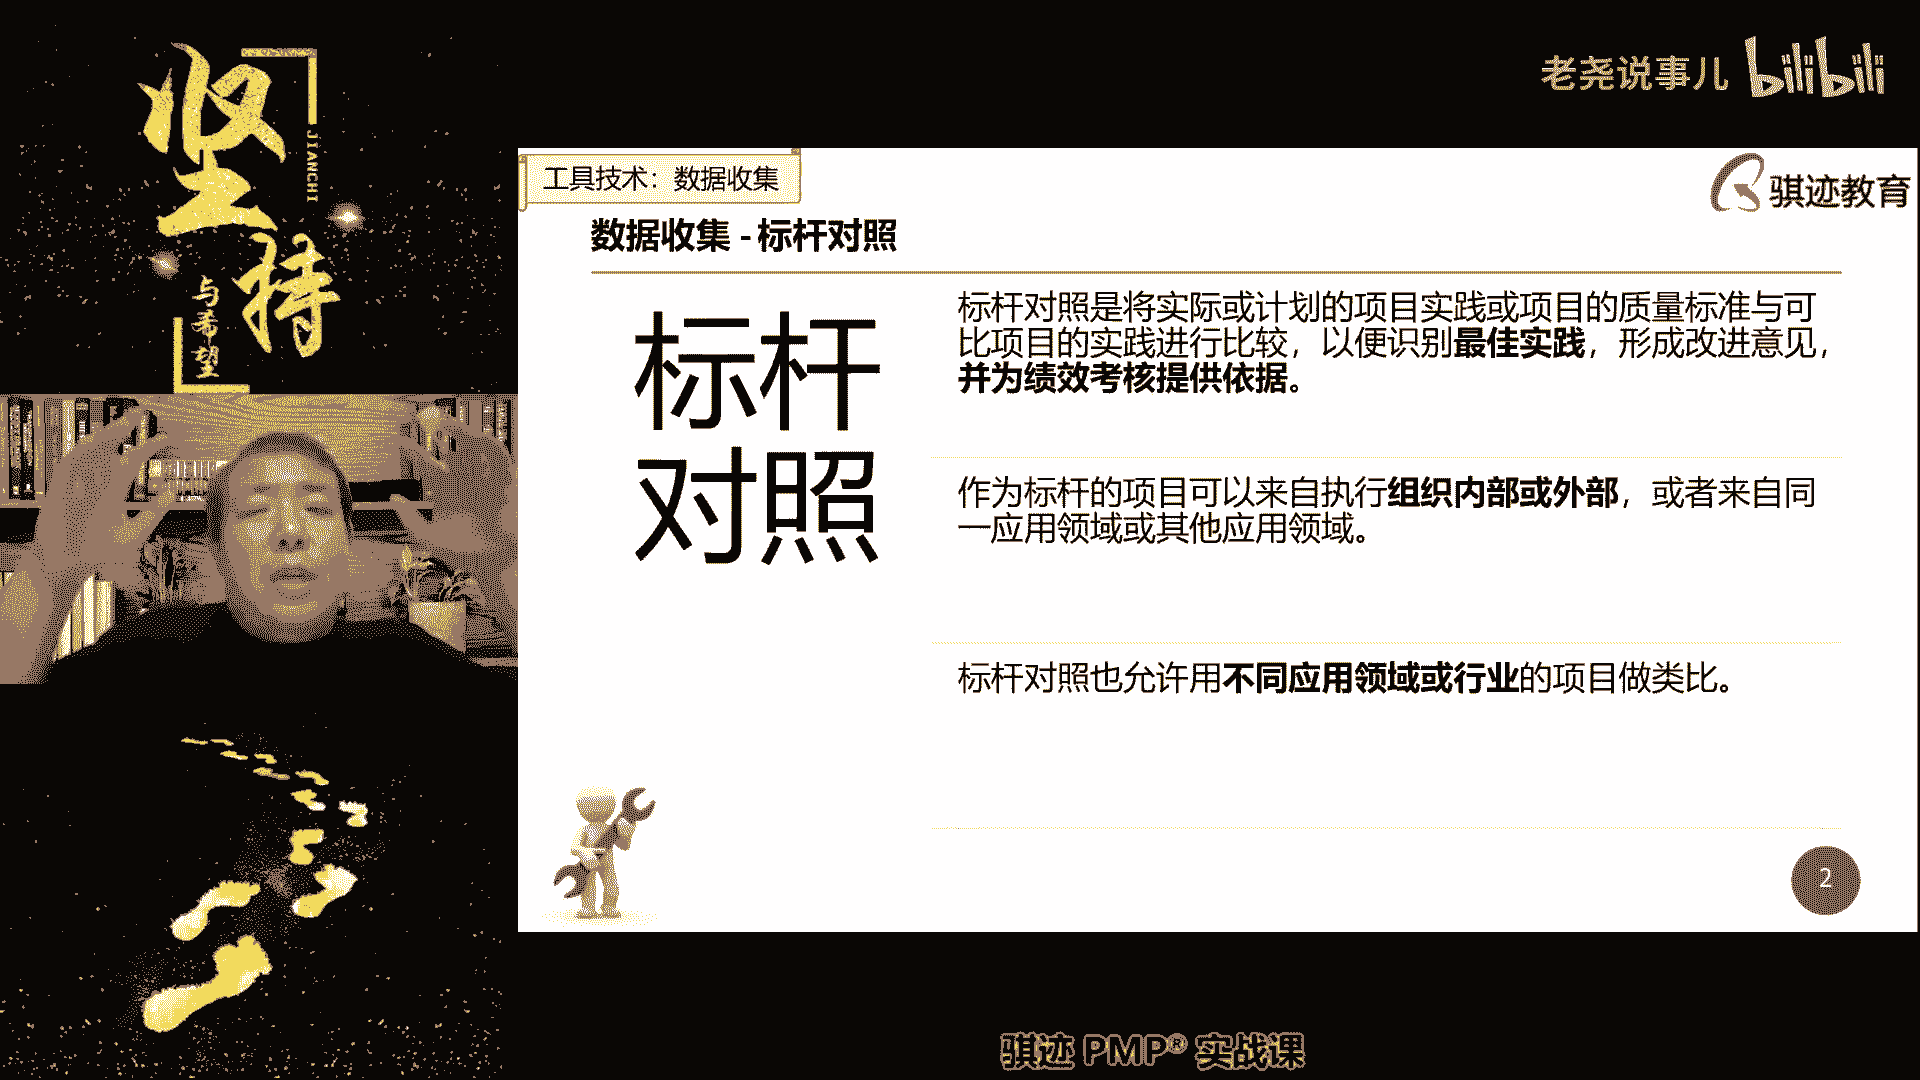 坚持
JIANCHI
与希望
老尧说事儿 bilibili
工具技术：数据收集
骐迹教育
数据收集 - 标杆对照
标杆
对照
标杆对照是将实际或计划的项目实践或项目的质量标准与可
比项目的实践进行比较，以便识别最佳实践，形成改进意见，
并为绩效考核提供依据。
作为标杆的项目可以来自执行组织内部或外部，或者来自同
一应用领域或其他应用领域。
标杆对照也允许用不同应用领域或行业的项目做类比。
2
骐迹 PMP® 实战课